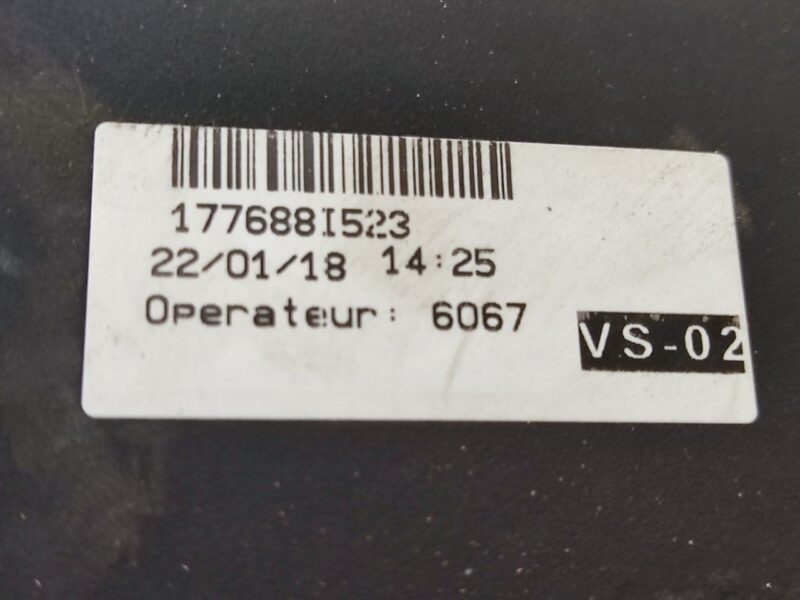 177688I523
22/01/18 14:25
Operateur: 6067
VS-02